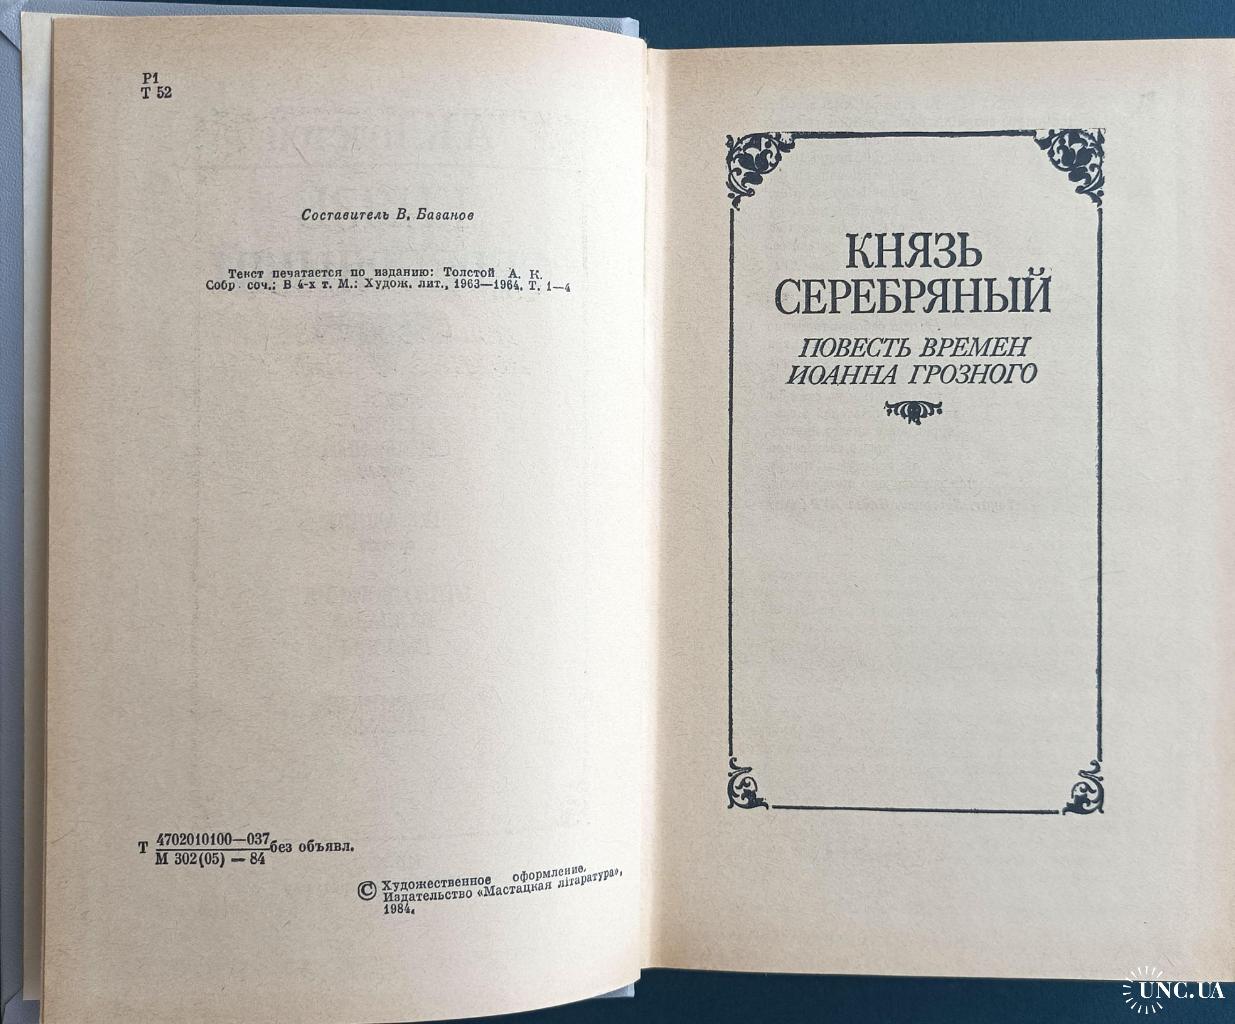 Р1
Т 52
Составитель В. Базанов
Текст печатается по изданию: Толстой А. К.
Собр. соч.: В 4-х т. М.: Худож. лит., 1963—1964. Т. 1—4
Т 4702010100—037 без объявл.
М 302(05) — 84
© Художественное оформление.
Издательство «Мастацкая літаратура»,
1984.
КНЯЗЬ
СЕРЕБРЯНЫЙ
ПОВЕСТЬ ВРЕМЕН
ИОАННА ГРОЗНОГО
UNC.UA